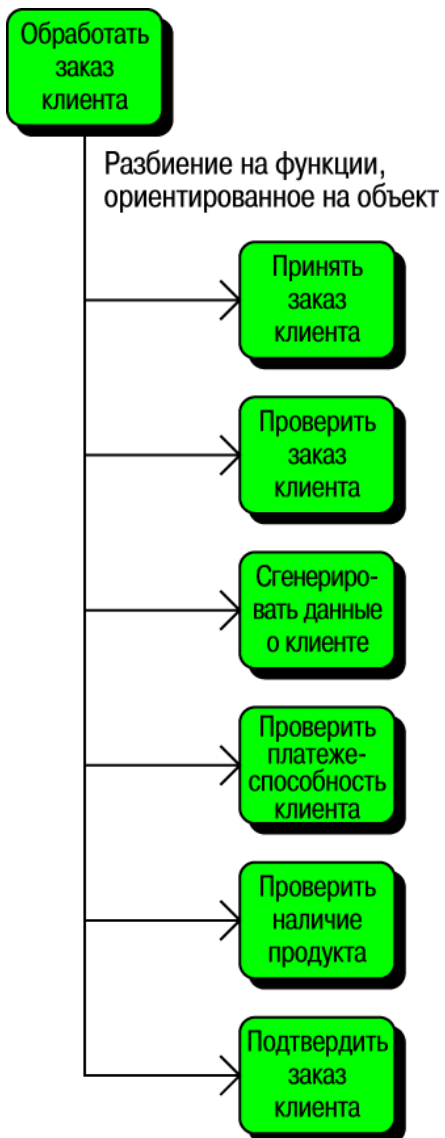 Обработать
заказ
клиента
Разбиение на функции,
ориентированное на объект
Принять
заказ
клиента
Проверить
заказ
клиента
Сгенериро-
вать данные
о клиенте
Проверить
платеже-
способность
клиента
Проверить
наличие
продукта
Подтвердить
заказ
клиента